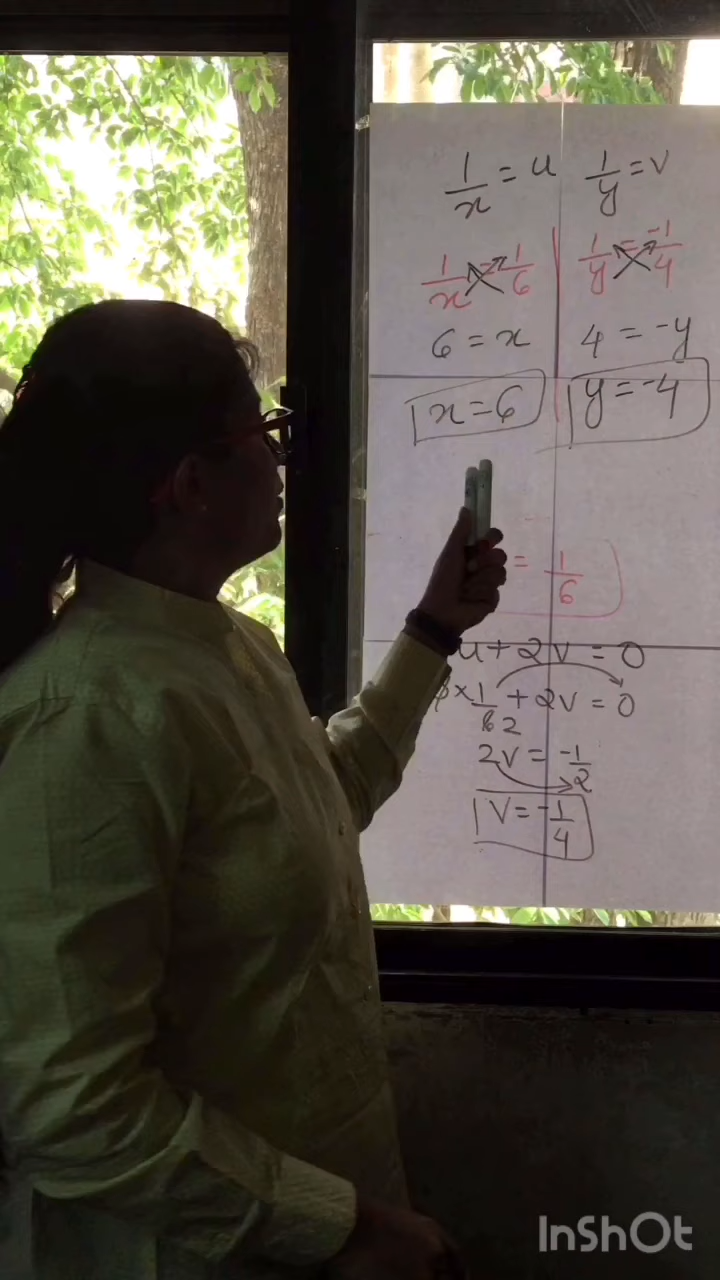 1/x = u 1/y = v
1/x = 1/6 1/y = -1/4
6 = x 4 = -y
x = 6 y = -4
= 1/6
u + 2v = 0
× 1/6 2 + 2v = 0
2v = -1/2
v = -1/4
InShOt